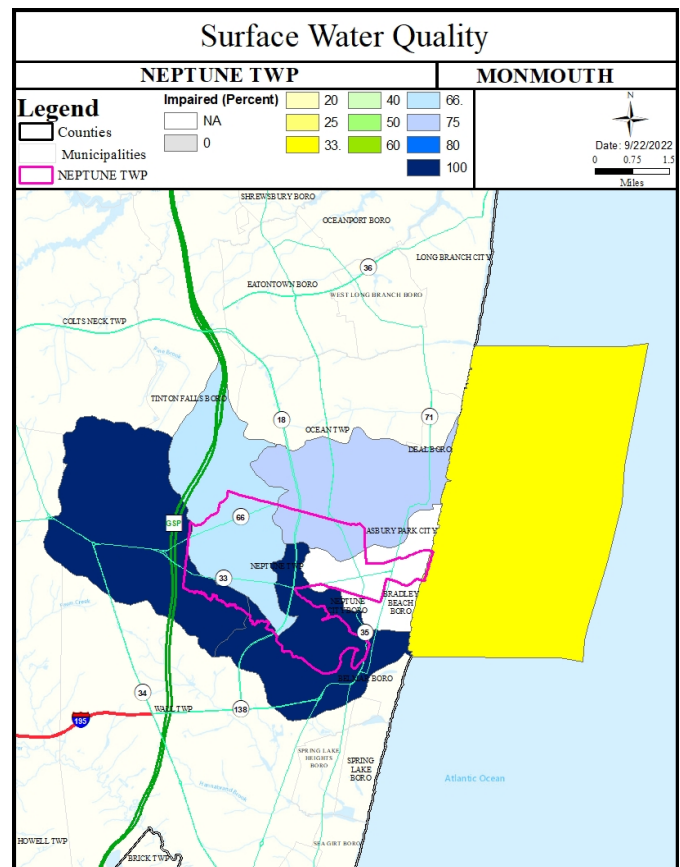 Surface Water Quality
NEPTUNE TWP
MONMOUTH
Legend
Counties
Municipalities
NEPTUNE TWP
Impaired (Percent)
NA
0
20
25
33.
40
50
60
66.
75
80
100
N
Date: 9/22/2022
0 0.75 1.5
Miles
SHREWSBURY BORO
OCEANPORT BORO
LONG BRANCH CITY
36
EATONTOWN BORO
WEST LONG BRANCH BORO
COLTS NECK TWP
TINTON FALLS BORO
18
71
OCEAN TWP
DEAL BORO
66
GSP
ASBURY PARK CITY
NEPTUNE TWP
33
BRADLEY
BEACH
BORO
NEPTUNE
35
34
WALL TWP
138
195
SPRING LAKE
HEIGHTS
BORO
SPRING
LAKE
BORO
Atlantic Ocean
HOWELL TWP
SEA GIRT BORO
BRICK TWP